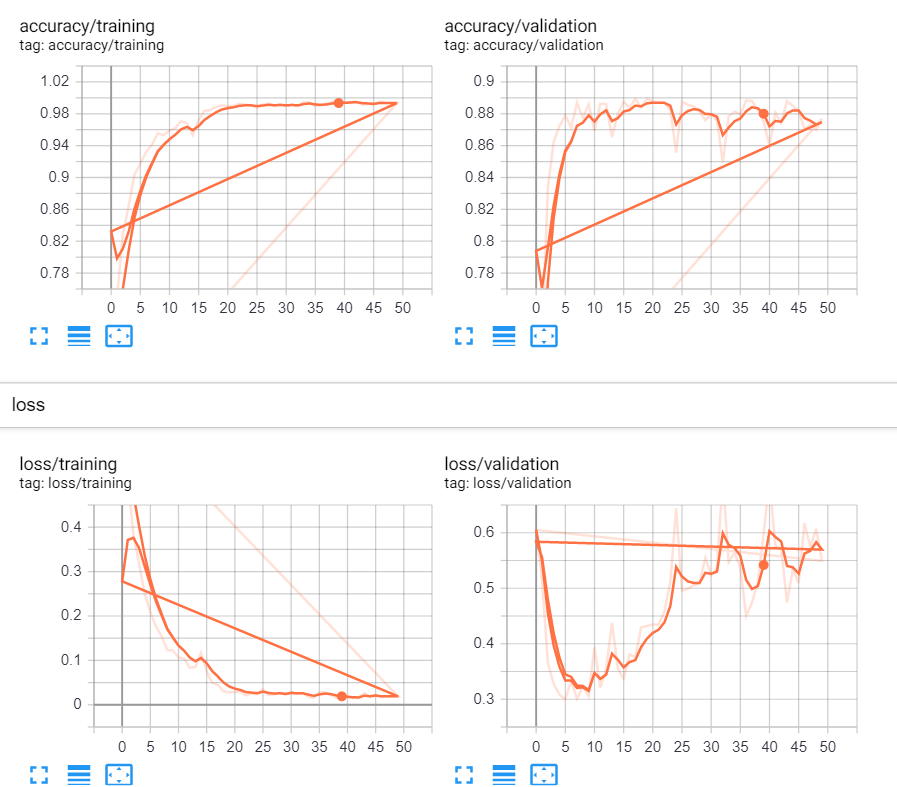 accuracy/training
tag: accuracy/training
1.02
0.98
0.94
0.9
0.86
0.82
0.78
0 5 10 15 20 25 30 35 40 45 50
accuracy/validation
tag: accuracy/validation
0.9
0.88
0.86
0.84
0.82
0.8
0.78
0 5 10 15 20 25 30 35 40 45 50
loss
loss/training
tag: loss/training
0.4
0.3
0.2
0.1
0
0 5 10 15 20 25 30 35 40 45 50
loss/validation
tag: loss/validation
0.6
0.5
0.4
0.3
0 5 10 15 20 25 30 35 40 45 50